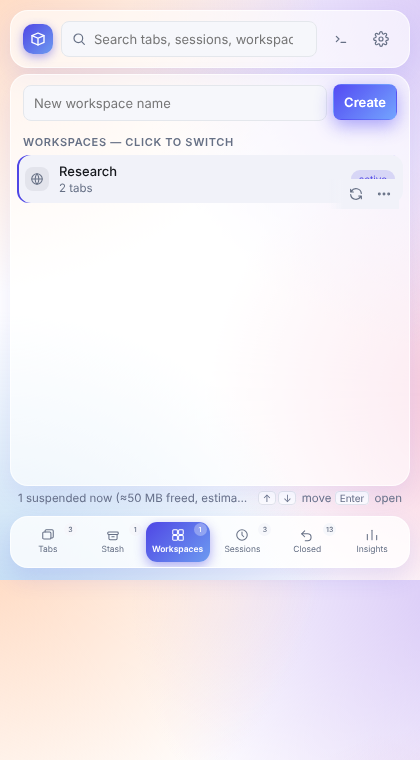 Search tabs, sessions, workspac
New workspace name
Create
WORKSPACES — CLICK TO SWITCH
Research
2 tabs
active
1 suspended now (≈50 MB freed, estima... ↑ ↓ move Enter open
3 1 1 3 13
Tabs Stash Workspaces Sessions Closed Insights